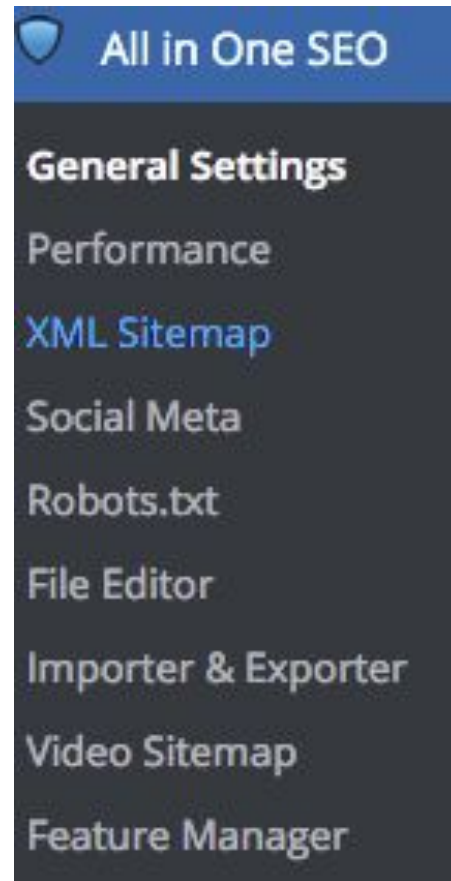 All in One SEO
General Settings
Performance
XML Sitemap
Social Meta
Robots.txt
File Editor
Importer & Exporter
Video Sitemap
Feature Manager